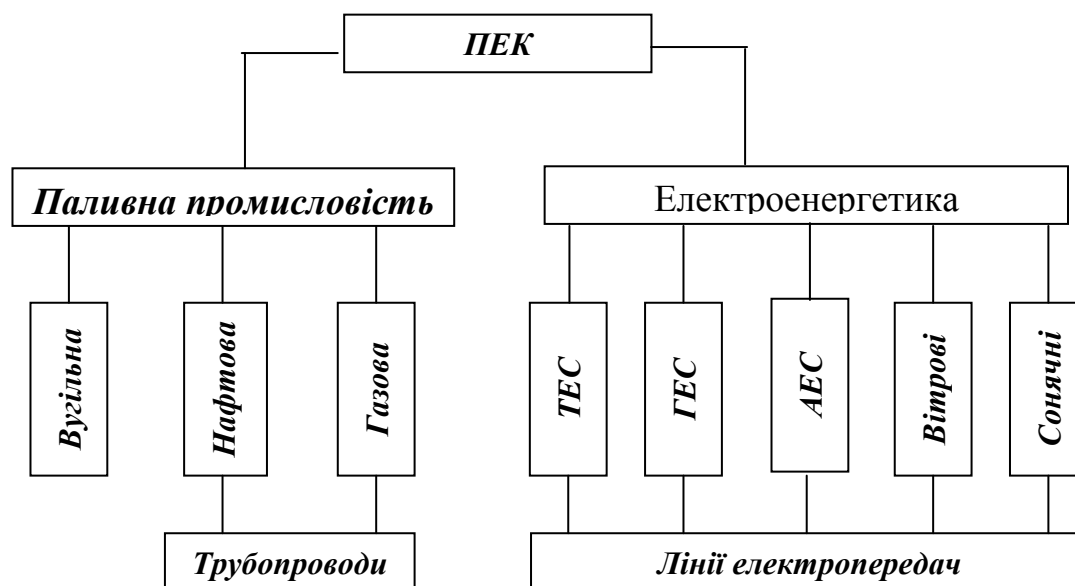 ПЕК
Паливна промисловість
Електроенергетика
Вугільна
Нафтова
Газова
ТЕС
ГЕС
АЕС
Вітрові
Сонячні
Трубопроводи
Лінії електропередач